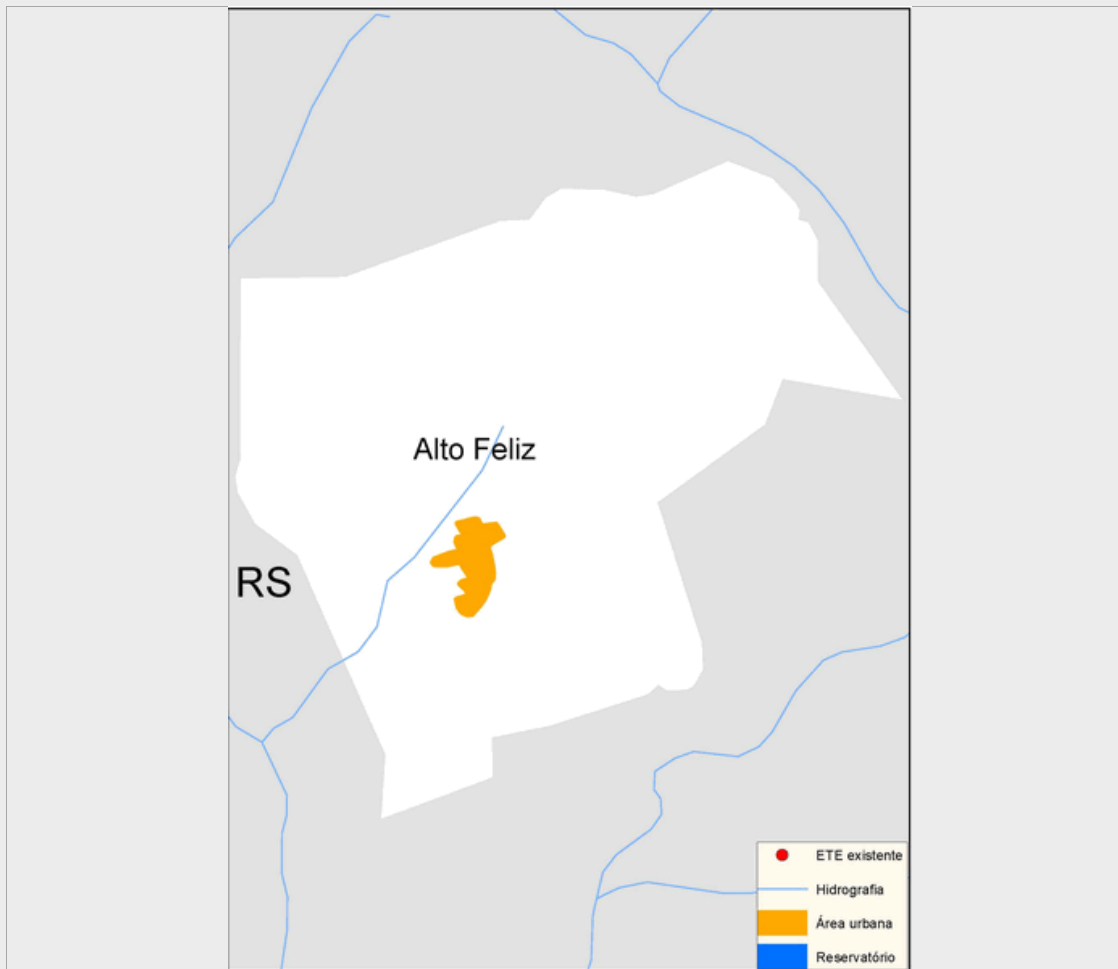 Alto Feliz
RS
ETE existente
Hidrografia
Área urbana
Reservatório